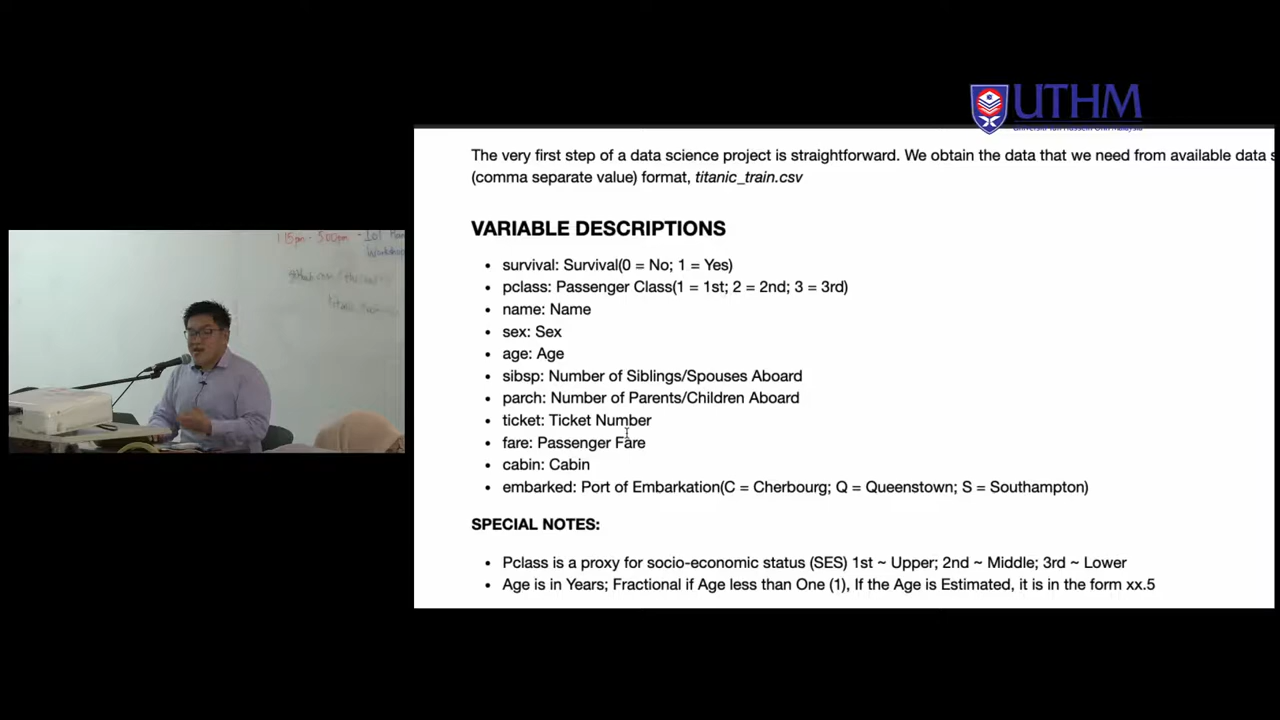 UTHM
The very first step of a data science project is straightforward. We obtain the data that we need from available data s
(comma separate value) format, titanic_train.csv
VARIABLE DESCRIPTIONS
• survival: Survival(0 = No; 1 = Yes)
• pclass: Passenger Class(1 = 1st; 2 = 2nd; 3 = 3rd)
• name: Name
• sex: Sex
• age: Age
• sibsp: Number of Siblings/Spouses Aboard
• parch: Number of Parents/Children Aboard
• ticket: Ticket Number
• fare: Passenger Fare
• cabin: Cabin
• embarked: Port of Embarkation(C = Cherbourg; Q = Queenstown; S = Southampton)
SPECIAL NOTES:
• Pclass is a proxy for socio-economic status (SES) 1st ~ Upper; 2nd ~ Middle; 3rd ~ Lower
• Age is in Years; Fractional if Age less than One (1), If the Age is Estimated, it is in the form xx.5
1:15pm - 5:00pm -